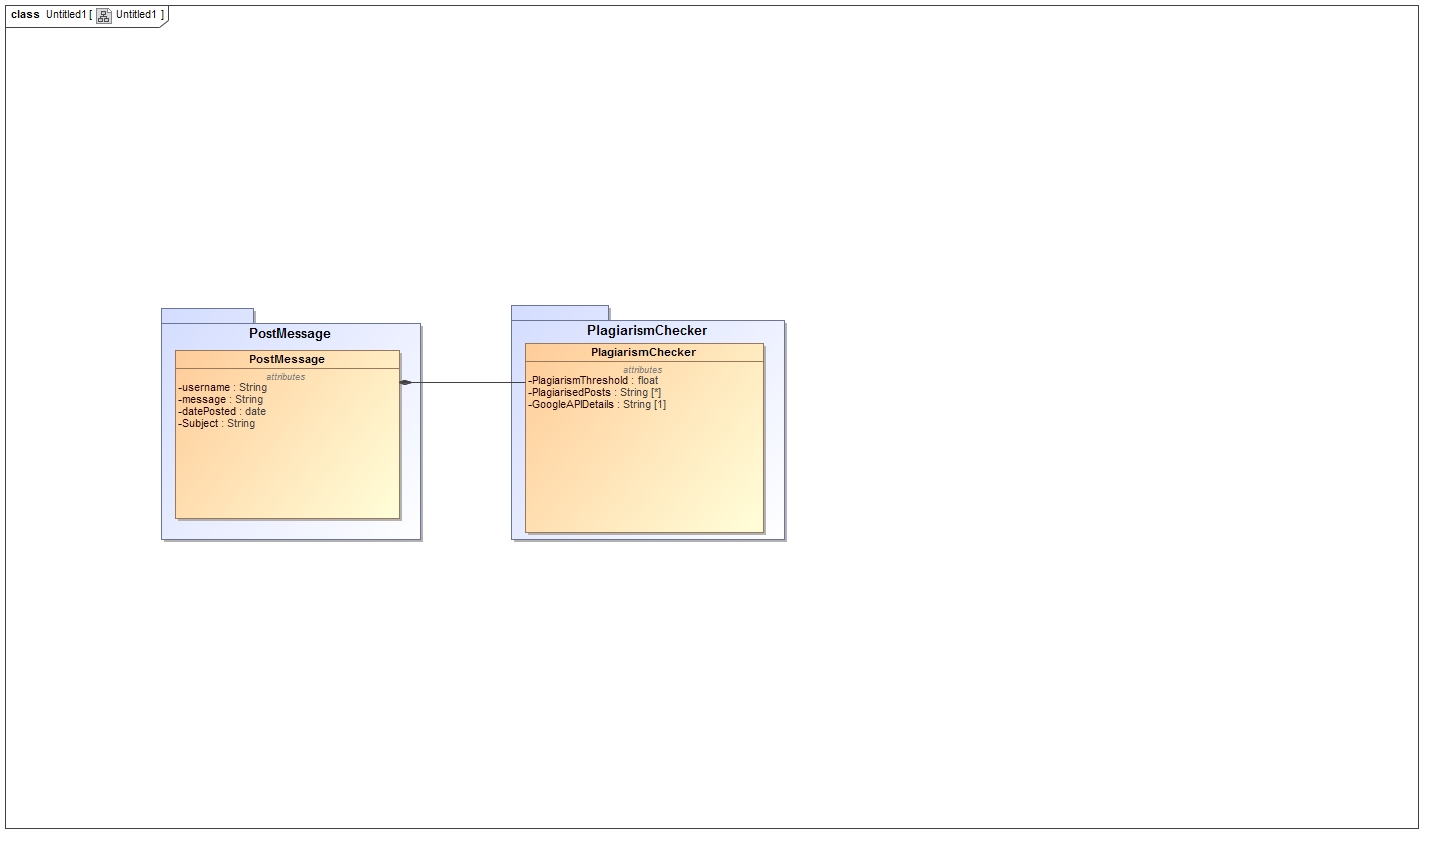 class Untitled1 [ Untitled1 ]
PostMessage
PostMessage
attributes
-username : String
-message : String
-datePosted : date
-Subject : String
PlagiarismChecker
PlagiarismChecker
attributes
-PlagiarismThreshold : float
-PlagiarisedPosts : String [*]
-GoogleAPIDetails : String [1]